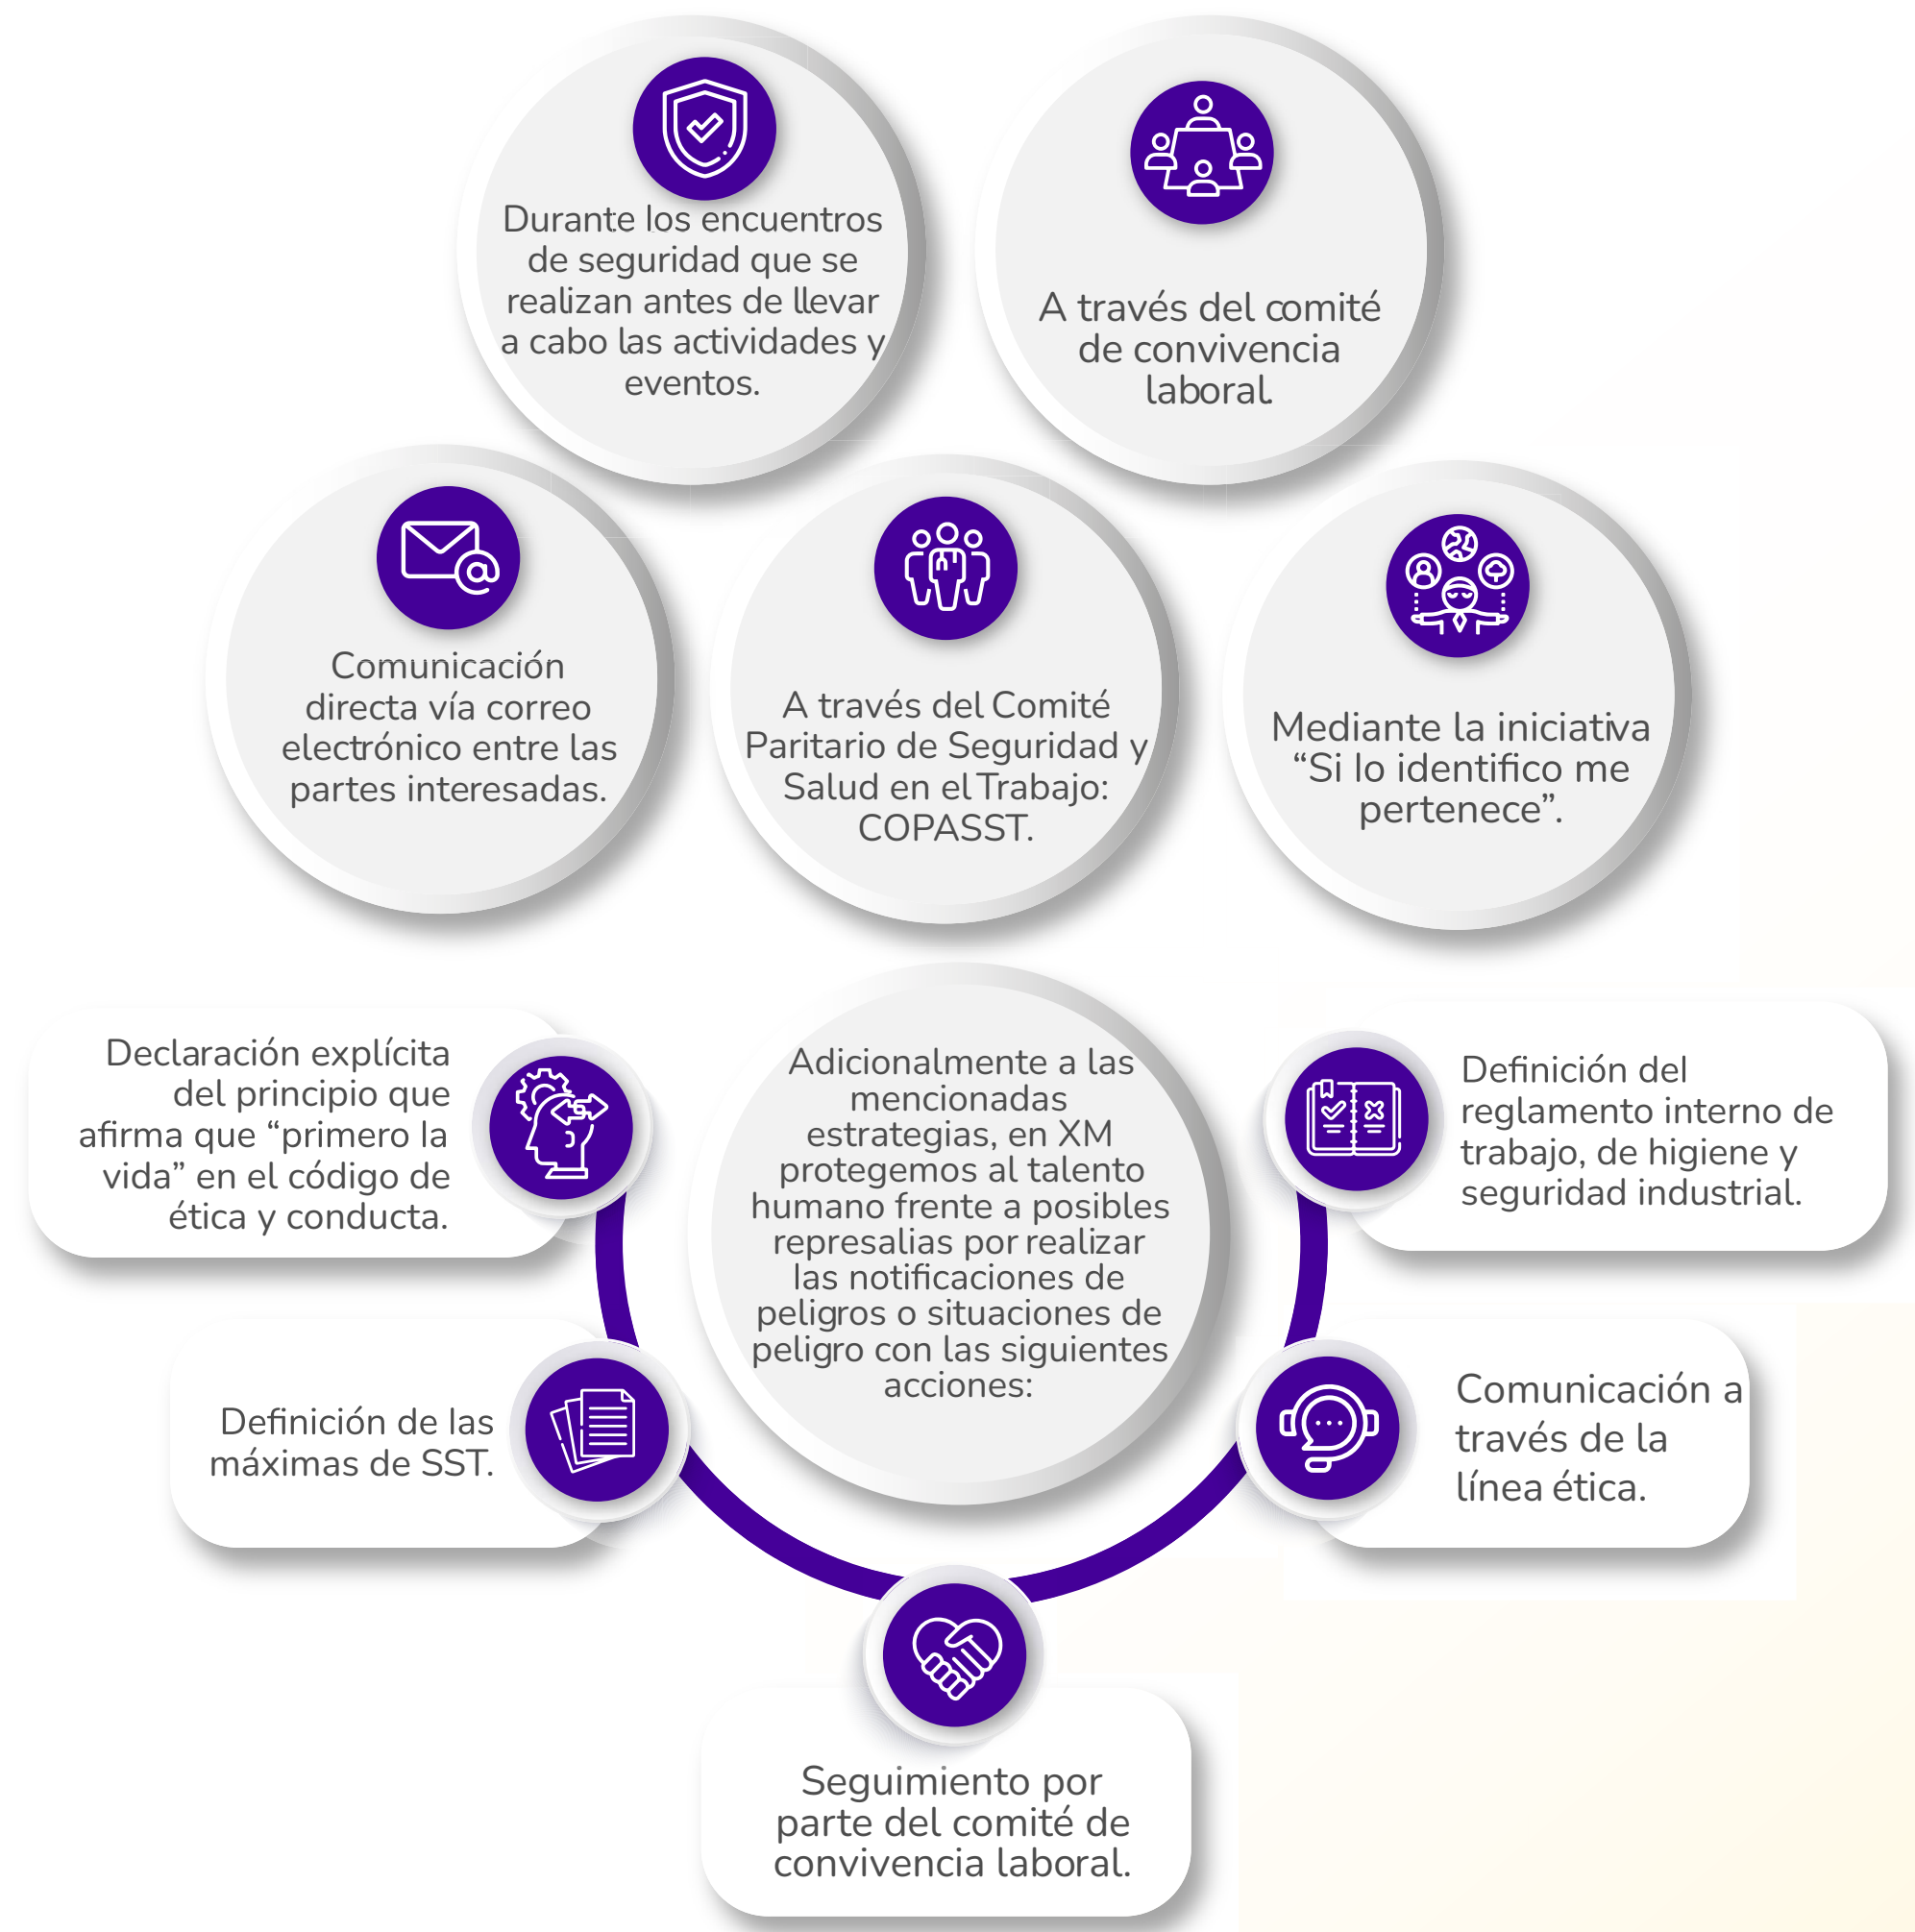 Durante los encuentros
de seguridad que se
realizan antes de llevar
a cabo las actividades y
eventos.
A través del comité
de convivencia
laboral.
Comunicación
directa vía correo
electrónico entre las
partes interesadas.
A través del Comité
Paritario de Seguridad y
Salud en el Trabajo:
COPASST.
Mediante la iniciativa
“Si lo identifico me
pertenece”.
Adicionalmente a las
mencionadas
estrategias, en XM
protegemos al talento
humano frente a posibles
represalias por realizar
las notificaciones de
peligros o situaciones de
peligro con las siguientes
acciones:
Declaración explícita
del principio que
afirma que “primero la
vida” en el código de
ética y conducta.
Definición de las
máximas de SST.
Seguimiento por
parte del comité de
convivencia laboral.
Comunicación a
través de la
línea ética.
Definición del
reglamento interno de
trabajo, de higiene y
seguridad industrial.